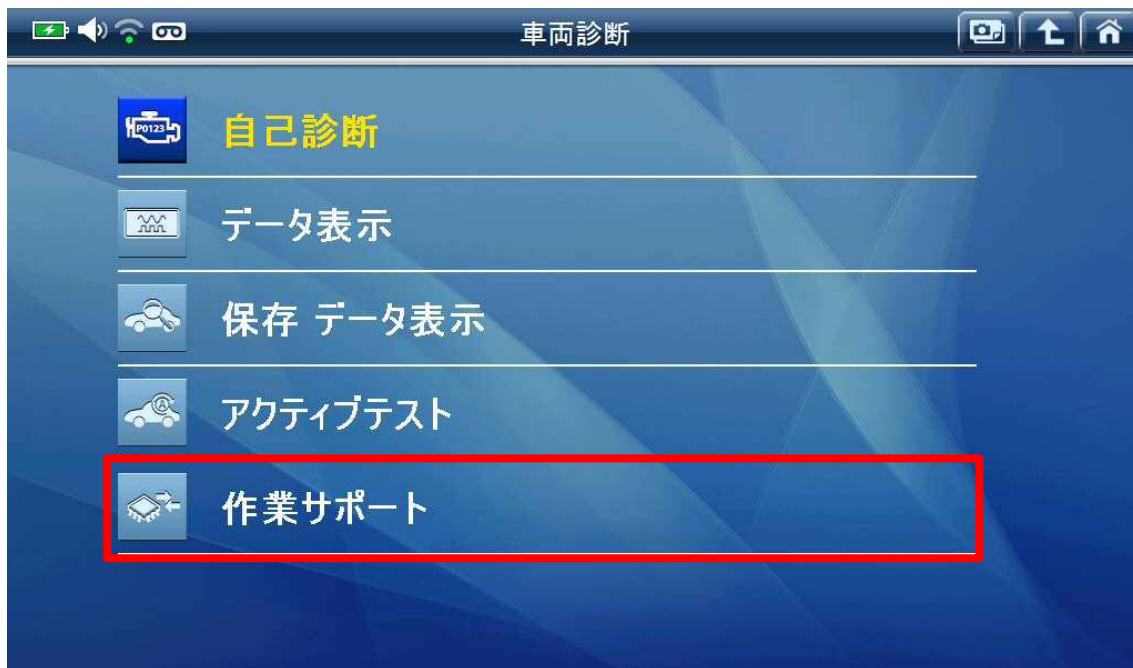 車両診断
P0123
自己診断
データ表示
保存 データ表示
アクティブテスト
作業サポート